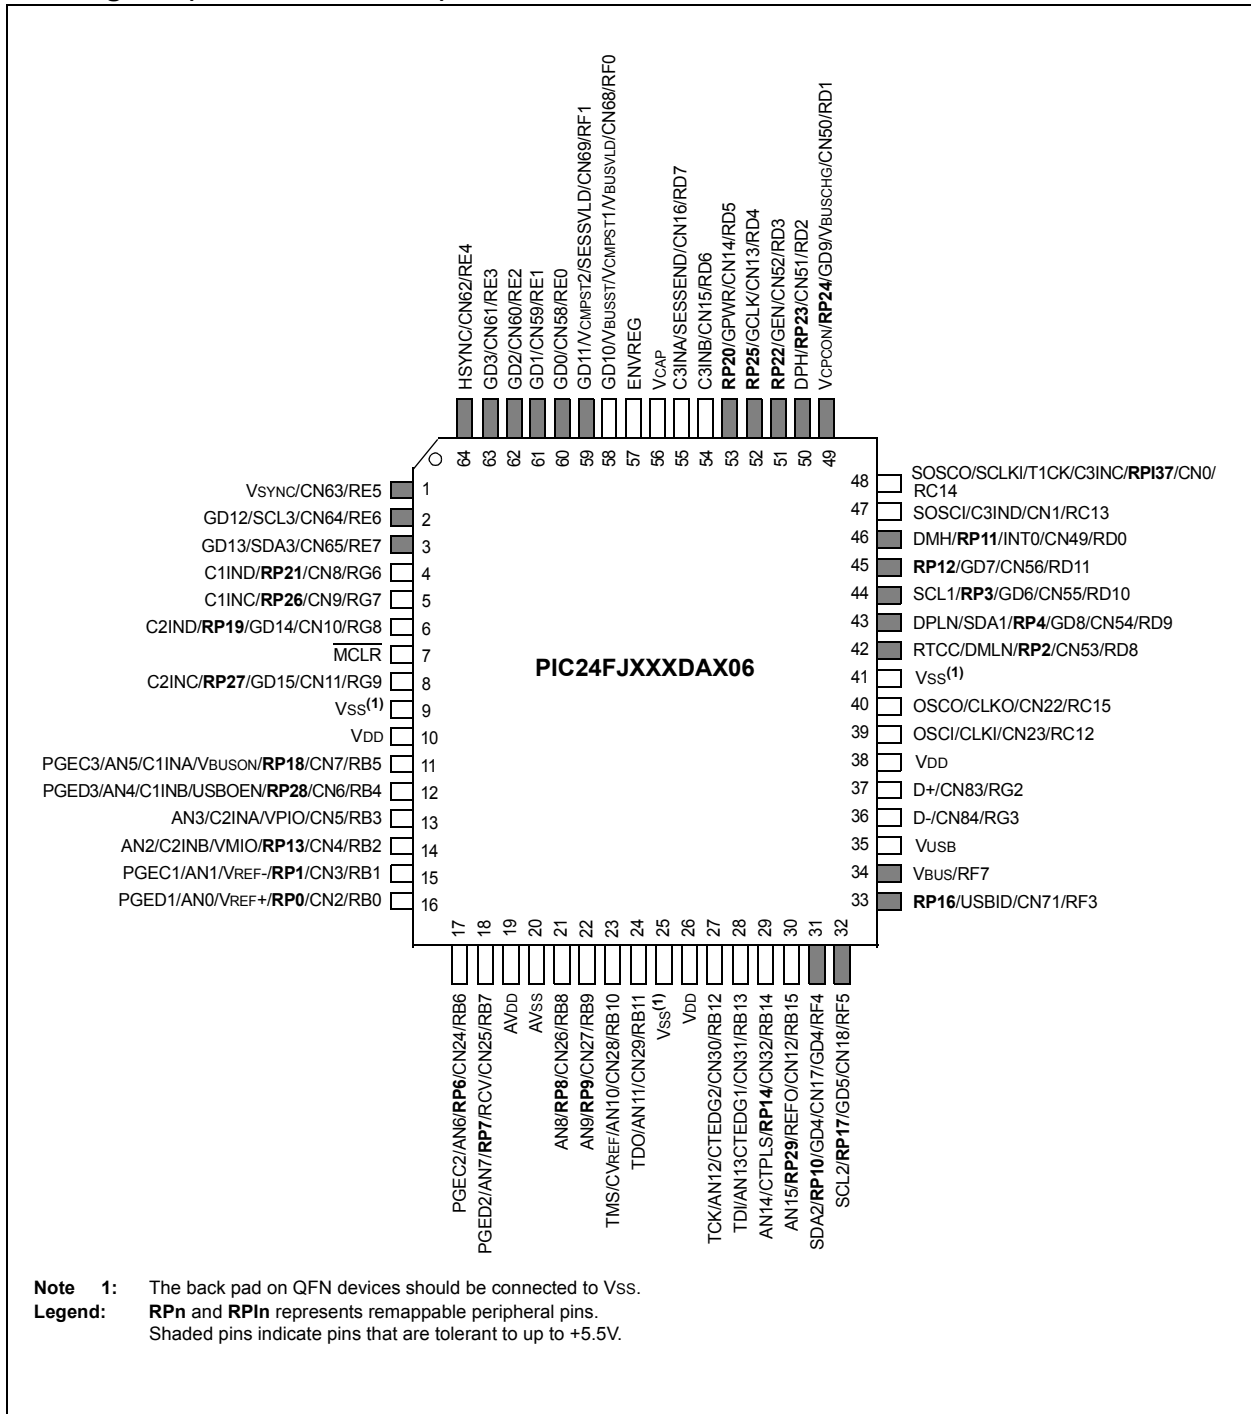 HSYNC/CN62/RE4
GD3/CN61/RE3
GD2/CN60/RE2
GD1/CN59/RE1
GD0/CN58/RE0
GD11/VCMPST2/SESSVLD/CN69/RF1
GD10/VBUSST/VCMPST1/VBUSVLD/CN68/RF0
ENVREG
VCAP
C3INA/SESSEND/CN16/RD7
C3INB/CN15/RD6
RP20/GPWR/CN14/RD5
RP25/GCLK/CN13/RD4
RP22/GEN/CN52/RD3
DPH/RP23/CN51/RD2
VCPCON/RP24/GD9/VBUSCHG/CN50/RD1
64 63 62 61 60 59 58 57 56 55 54 53 52 51 50 49
VSYNC/CN63/RE5 1
GD12/SCL3/CN64/RE6 2
GD13/SDA3/CN65/RE7 3
C1IND/RP21/CN8/RG6 4
C1INC/RP26/CN9/RG7 5
C2IND/RP19/GD14/CN10/RG8 6
MCLR 7
C2INC/RP27/GD15/CN11/RG9 8
VSS(1) 9
VDD 10
PGEC3/AN5/C1INA/VBUSON/RP18/CN7/RB5 11
PGED3/AN4/C1INB/USBOEN/RP28/CN6/RB4 12
AN3/C2INA/VPIO/CN5/RB3 13
AN2/C2INB/VMIO/RP13/CN4/RB2 14
PGEC1/AN1/VREF-/RP1/CN3/RB1 15
PGED1/AN0/VREF+/RP0/CN2/RB0 16
PIC24FJXXXDAX06
48 SOSCO/SCLKI/T1CK/C3INC/RPI37/CN0/
RC14
47 SOSCI/C3IND/CN1/RC13
46 DMH/RP11/INT0/CN49/RD0
45 RP12/GD7/CN56/RD11
44 SCL1/RP3/GD6/CN55/RD10
43 DPLN/SDA1/RP4/GD8/CN54/RD9
42 RTCC/DMLN/RP2/CN53/RD8
41 VSS(1)
40 OSCO/CLKO/CN22/RC15
39 OSCI/CLKI/CN23/RC12
38 VDD
37 D+/CN83/RG2
36 D-/CN84/RG3
35 VUSB
34 VBUS/RF7
33 RP16/USBID/CN71/RF3
17 18 19 20 21 22 23 24 25 26 27 28 29 30 31 32
PGEC2/AN6/RP6/CN24/RB6
PGED2/AN7/RP7/RCV/CN25/RB7
AVDD
AVSS
AN8/RP8/CN26/RB8
AN9/RP9/CN27/RB9
TMS/CVREF/AN10/CN28/RB10
TDO/AN11/CN29/RB11
VSS(1)
VDD
TCK/AN12/CTEDG2/CN30/RB12
TDI/AN13CTEDG1/CN31/RB13
AN14/CTPLS/RP14/CN32/RB14
AN15/RP29/REFO/CN12/RB15
SDA2/RP10/GD4/CN17/GD4/RF4
SCL2/RP17/GD5/CN18/RF5
Note 1: The back pad on QFN devices should be connected to VSS.
Legend: RPn and RPIn represents remappable peripheral pins.
Shaded pins indicate pins that are tolerant to up to +5.5V.